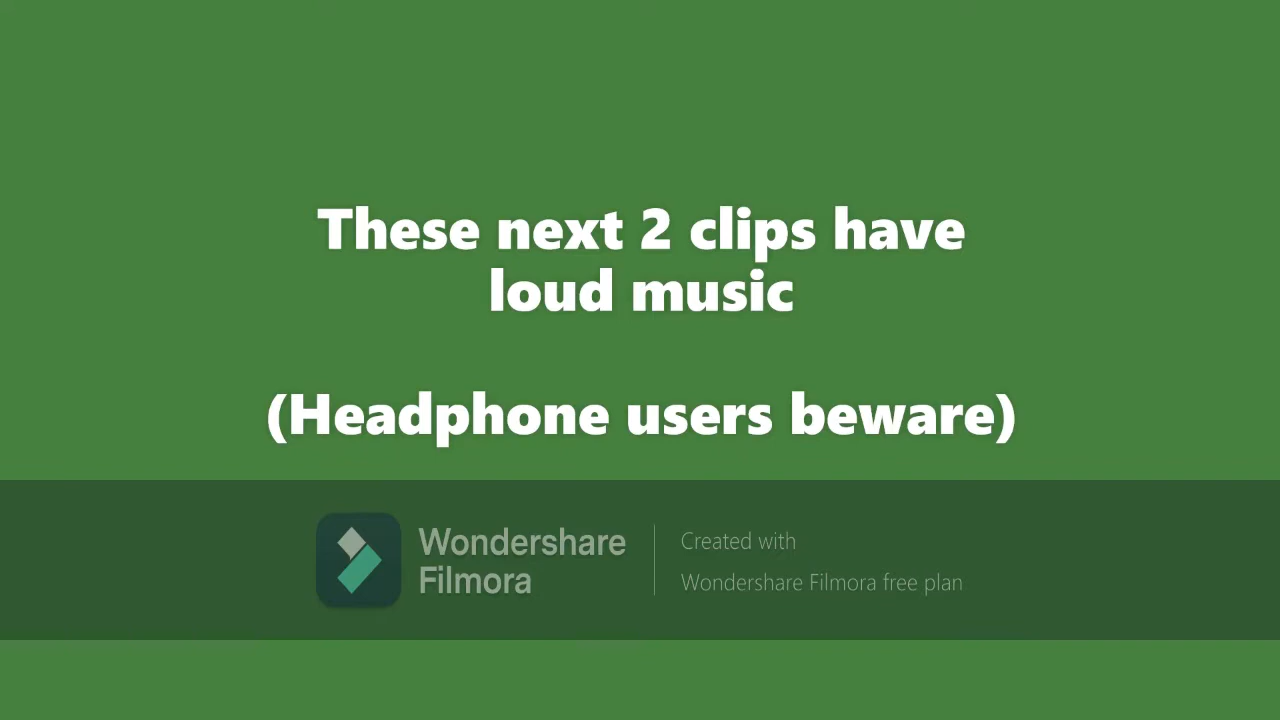 These next 2 clips have
loud music
(Headphone users beware)
Wondershare
Filmora
Created with
Wondershare Filmora free plan